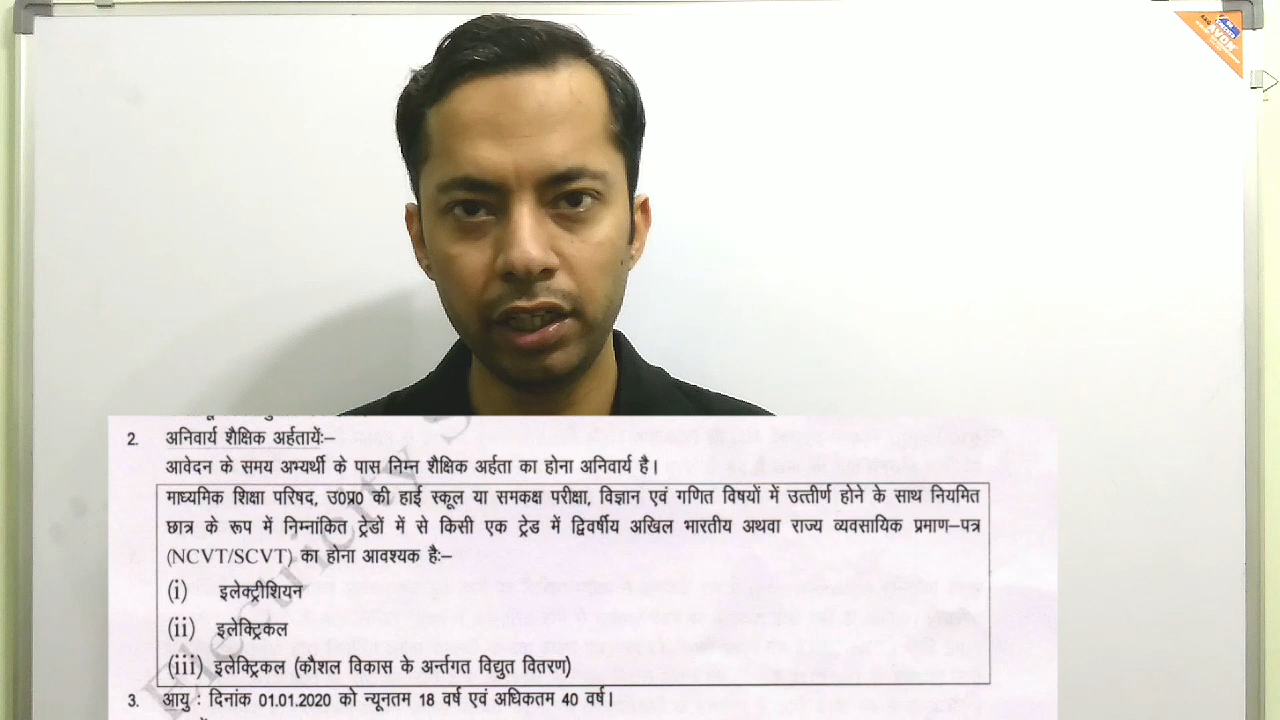 2. अनिवार्य शैक्षिक अर्हतायेंः–
आवेदन के समय अभ्यर्थी के पास निम्न शैक्षिक अर्हता का होना अनिवार्य है।
माध्यमिक शिक्षा परिषद, उ0प्र0 की हाई स्कूल या समकक्ष परीक्षा, विज्ञान एवं गणित विषयों में उत्तीर्ण होने के साथ नियमित
छात्र के रूप में निम्नांकित ट्रेडों में से किसी एक ट्रेड में द्विवर्षीय अखिल भारतीय अथवा राज्य व्यवसायिक प्रमाण–पत्र
(NCVT/SCVT) का होना आवश्यक हैः–
(i) इलेक्ट्रीशियन
(ii) इलेक्ट्रिकल
(iii) इलेक्ट्रिकल (कौशल विकास के अर्न्तगत विद्युत वितरण)
3. आयु : दिनांक 01.01.2020 को न्यूनतम 18 वर्ष एवं अधिकतम 40 वर्ष।
Electricity S